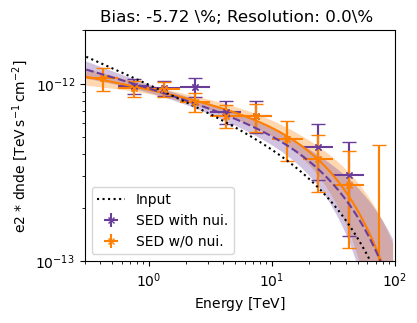 Bias: -5.72 \%; Resolution: 0.0\%
e2 * dnde [TeV s⁻¹ cm⁻²]
10⁻¹²
10⁻¹³
Input
SED with nui.
SED w/0 nui.
10⁰ 10¹ 10²
Energy [TeV]